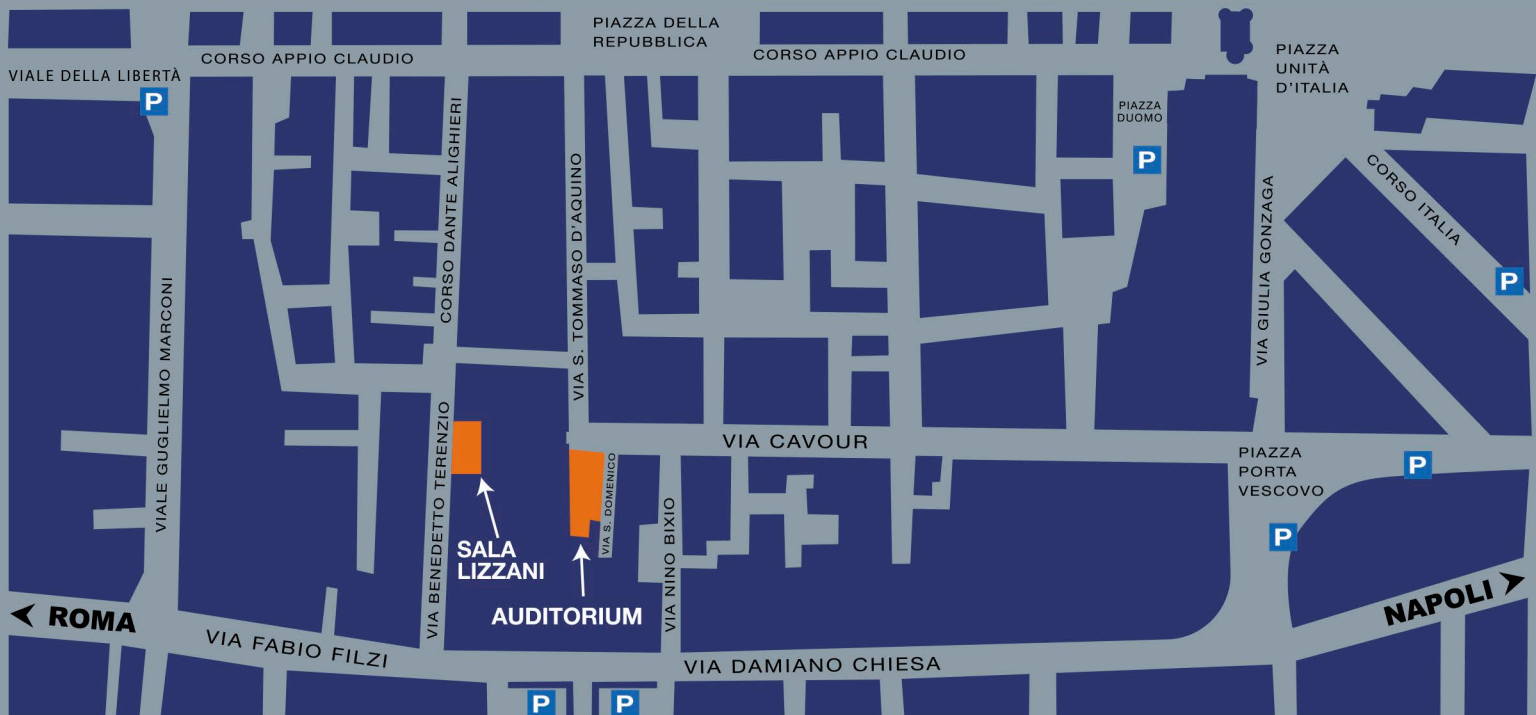 PIAZZA DELLA
REPUBBLICA
CORSO APPIO CLAUDIO
CORSO APPIO CLAUDIO
PIAZZA
UNITÀ
D'ITALIA
VIALE DELLA LIBERTÀ
P
PIAZZA
DUOMO
P
CORSO DANTE ALIGHIERI
VIA S. TOMMASO D'AQUINO
VIA GIULIA GONZAGA
CORSO ITALIA
P
VIALE GUGLIELMO MARCONI
VIA BENEDETTO TERENZIO
VIA CAVOUR
PIAZZA
PORTA
VESCOVO
P
P
VIA S. DOMENICO
VIA NINO BIXIO
SALA
LIZZANI
AUDITORIUM
ROMA
NAPOLI
VIA FABIO FILZI
VIA DAMIANO CHIESA
P
P